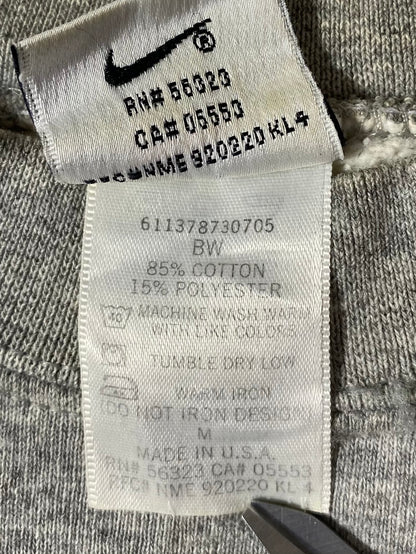 ®
RN# 56323
CA# 05553
NME 920220 KL4
611378730705
BW
85% COTTON
15% POLYESTER
40 MACHINE WASH WARM
WITH LIKE COLORS
TUMBLE DRY LOW
WARM IRON
(DO NOT IRON DESIGN)
M
MADE IN U.S.A.
RN# 56323 CA# 05553
RFC# NME 920220 KL 4